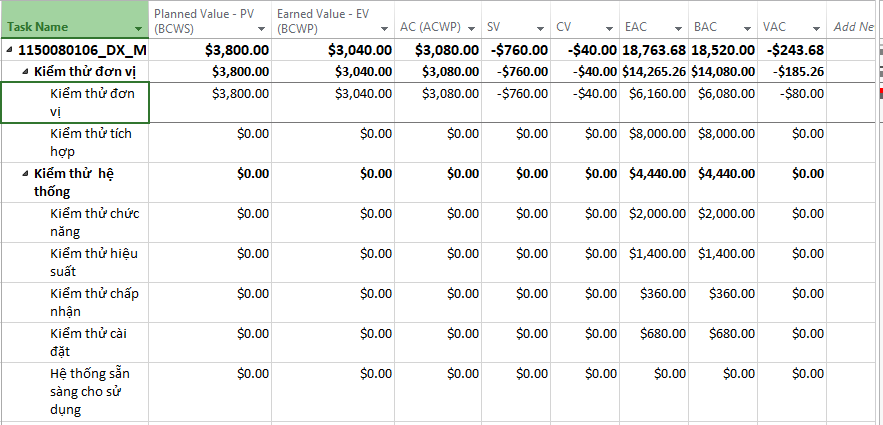 Task Name Planned Value - PV (BCWS) Earned Value - EV (BCWP) AC (ACWP) SV CV EAC BAC VAC Add Ne
1150080106_DX_M $3,800.00 $3,040.00 $3,080.00 -$760.00 -$40.00 18,763.68 18,520.00 -$243.68
Kiểm thử đơn vị $3,800.00 $3,040.00 $3,080.00 -$760.00 -$40.00 $14,265.26 $14,080.00 -$185.26
Kiểm thử đơn $3,800.00 $3,040.00 $3,080.00 -$760.00 -$40.00 $6,160.00 $6,080.00 -$80.00
vị
Kiểm thử tích $0.00 $0.00 $0.00 $0.00 $0.00 $8,000.00 $8,000.00 $0.00
hợp
Kiểm thử hệ $0.00 $0.00 $0.00 $0.00 $0.00 $4,440.00 $4,440.00 $0.00
thống
Kiểm thử chức $0.00 $0.00 $0.00 $0.00 $0.00 $2,000.00 $2,000.00 $0.00
năng
Kiểm thử hiệu $0.00 $0.00 $0.00 $0.00 $0.00 $1,400.00 $1,400.00 $0.00
suất
Kiểm thử chấp $0.00 $0.00 $0.00 $0.00 $0.00 $360.00 $360.00 $0.00
nhận
Kiểm thử cài $0.00 $0.00 $0.00 $0.00 $0.00 $680.00 $680.00 $0.00
đặt
Hệ thống sẵn $0.00 $0.00 $0.00 $0.00 $0.00 $0.00 $0.00 $0.00
sàng cho sử
dụng